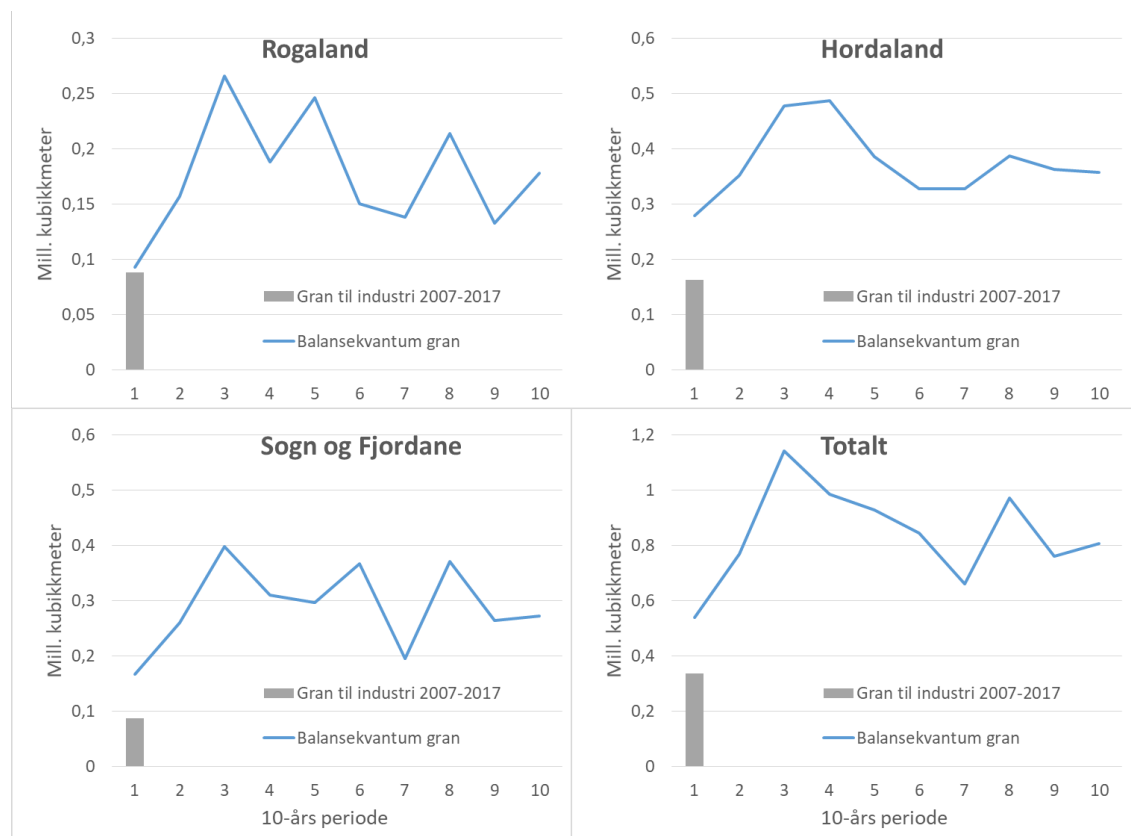 Rogaland
Mill. kubikkmeter
0,3
0,25
0,2
0,15
0,1
0,05
0
Gran til industri 2007-2017
Balansekvantum gran
1 2 3 4 5 6 7 8 9 10
Hordaland
Mill. kubikkmeter
0,6
0,5
0,4
0,3
0,2
0,1
0
Gran til industri 2007-2017
Balansekvantum gran
1 2 3 4 5 6 7 8 9 10
Sogn og Fjordane
Mill. kubikkmeter
0,6
0,5
0,4
0,3
0,2
0,1
0
Gran til industri 2007-2017
Balansekvantum gran
1 2 3 4 5 6 7 8 9 10
10-års periode
Totalt
Mill. kubikkmeter
1,2
1
0,8
0,6
0,4
0,2
0
Gran til industri 2007-2017
Balansekvantum gran
1 2 3 4 5 6 7 8 9 10
10-års periode